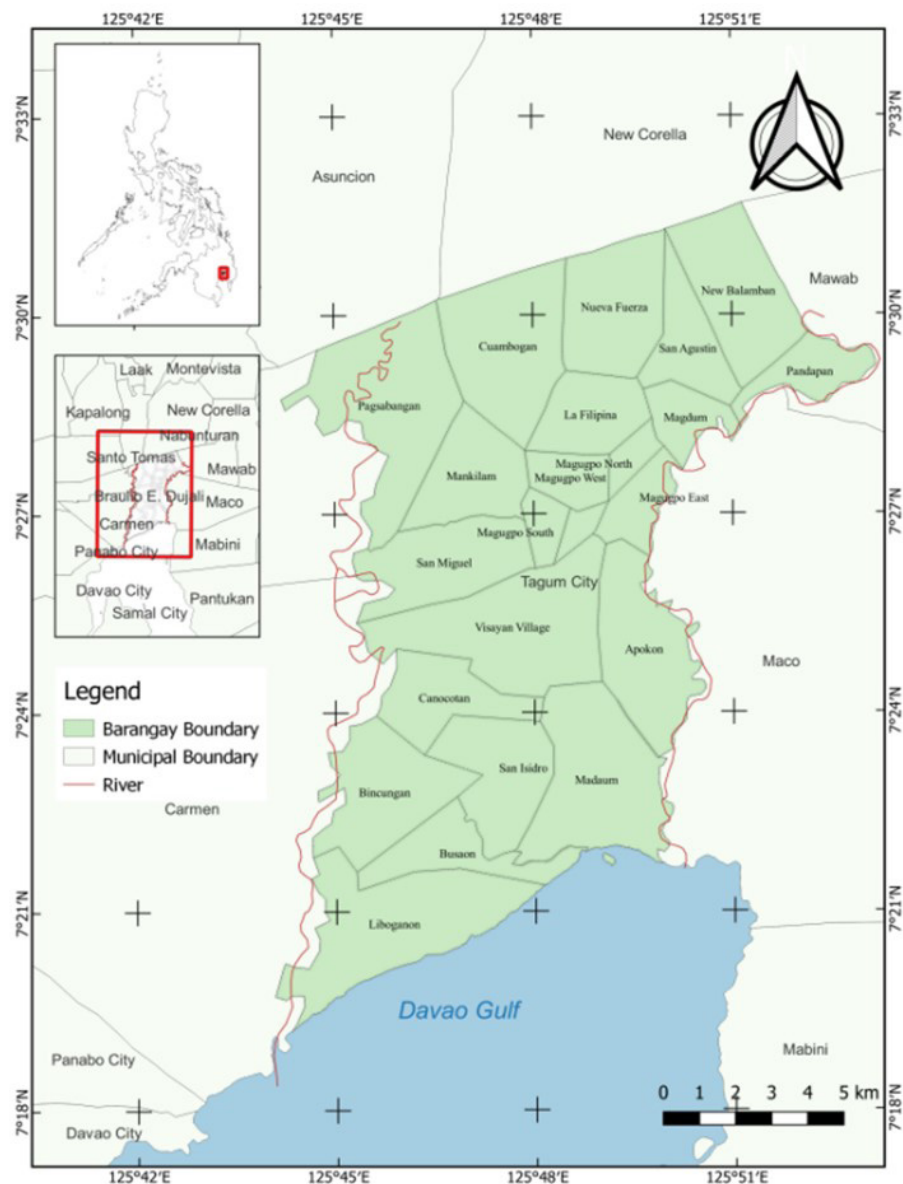 125°42'E 125°45'E 125°48'E 125°51'E
N
7°33'N 7°33'N
New Corella
Asuncion
Mawab
7°30'N 7°30'N
New Balamban
Nueva Fuerza
Cuambogan
San Agustin
Pandapan
Pagsabangan
La Filipina
Magdum
Laak Montevista
Kapalong
New Corella
Nabunturan
Santo Tomas
Mawab
Braulio E. Dujali
Maco
Carmen
Panabo City
Mabini
Davao City
Pantukan
Samal City
Magugpo North
Mankilam
Magugpo West
Magugpo East
7°27'N 7°27'N
Magugpo South
San Miguel
Tagum City
Visayan Village
Apokon
Maco
Legend
Barangay Boundary
Municipal Boundary
River
Canocotan
7°24'N 7°24'N
San Isidro
Madaum
Bincungan
Carmen
Busaon
7°21'N 7°21'N
Liboganon
Davao Gulf
Panabo City
Mabini
0 1 2 3 4 5 km
7°18'N 7°18'N
Davao City
125°42'E 125°45'E 125°48'E 125°51'E